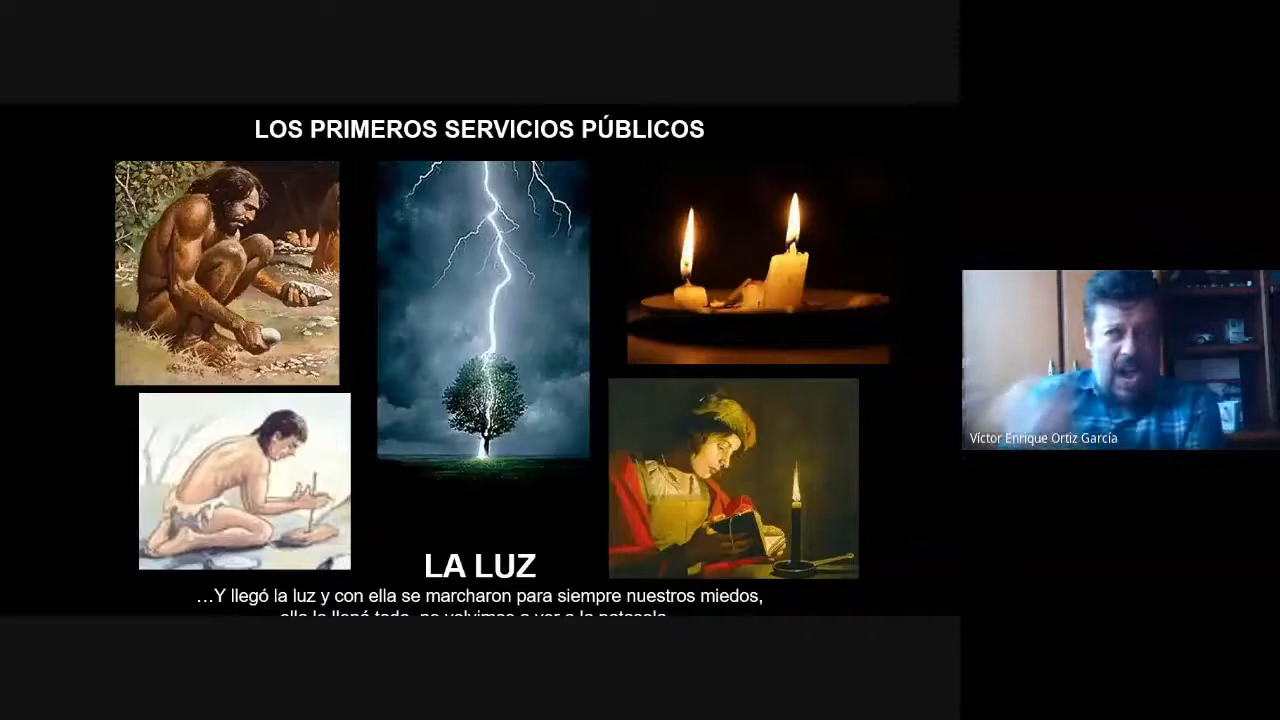 LOS PRIMEROS SERVICIOS PÚBLICOS
LA LUZ
…Y llegó la luz y con ella se marcharon para siempre nuestros miedos,
Víctor Enrique Ortiz García